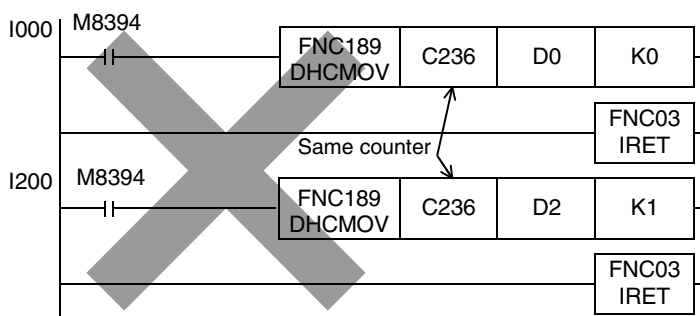 I000
M8394
FNC189
DHCMOV
C236
D0
K0
FNC03
IRET
Same counter
I200
M8394
FNC189
DHCMOV
C236
D2
K1
FNC03
IRET